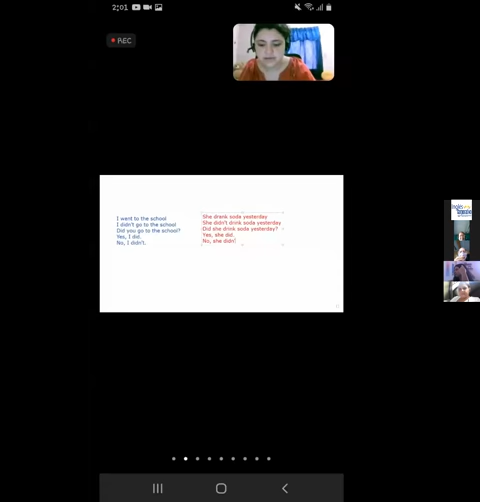 2:01
REC
I went to the school
I didn't go to the school
Did you go to the school?
Yes, I did.
No, I didn't.
She drank soda yesterday
She didn't drink soda yesterday.
Did she drink soda yesterday?
Yes, she did.
No, she didn'
Inglés